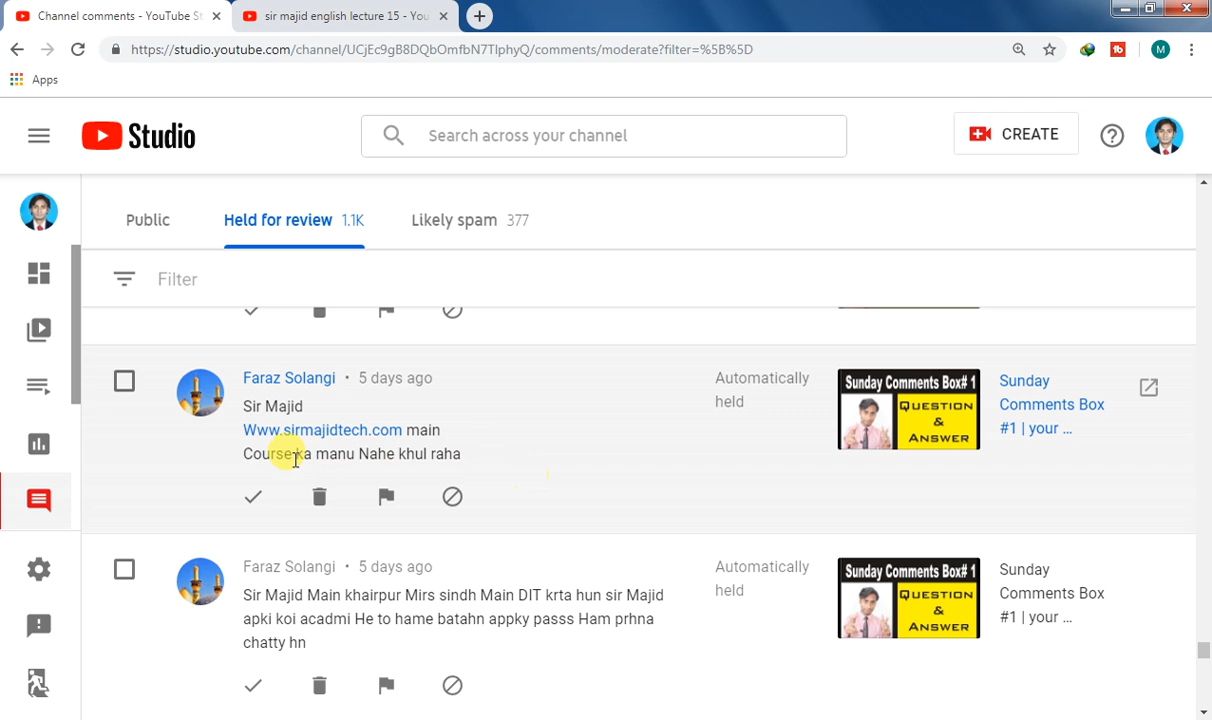 Channel comments - YouTube St
sir majid english lecture 15 - You
https://studio.youtube.com/channel/UCjEc9gB8DQbOmfbN7TlphyQ/comments/moderate?filter=%5B%5D
M
Apps
Studio
Search across your channel
CREATE
Public
Held for review 1.1K
Likely spam 377
Filter
Faraz Solangi • 5 days ago
Sir Majid
Www.sirmajidtech.com main
Course ka manu Nahe khul raha
Automatically
held
Sunday Comments Box# 1
QUESTION
&
ANSWER
Sunday
Comments Box
#1 | your ...
Faraz Solangi • 5 days ago
Sir Majid Main khairpur Mirs sindh Main DIT krta hun sir Majid
apki koi acadmi He to hame batahn appky passs Ham prhna
chatty hn
Automatically
held
Sunday Comments Box# 1
QUESTION
&
ANSWER
Sunday
Comments Box
#1 | your ...